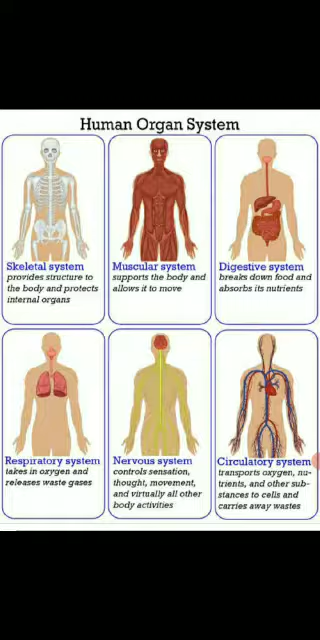 Human Organ System
Skeletal system
provides structure to
the body and protects
internal organs
Muscular system
supports the body and
allows it to move
Digestive system
breaks down food and
absorbs its nutrients
Respiratory system
takes in oxygen and
releases waste gases
Nervous system
controls sensation,
thought, movement,
and virtually all other
body activities
Circulatory system
transports oxygen, nu-
trients, and other sub-
stances to cells and
carries away wastes